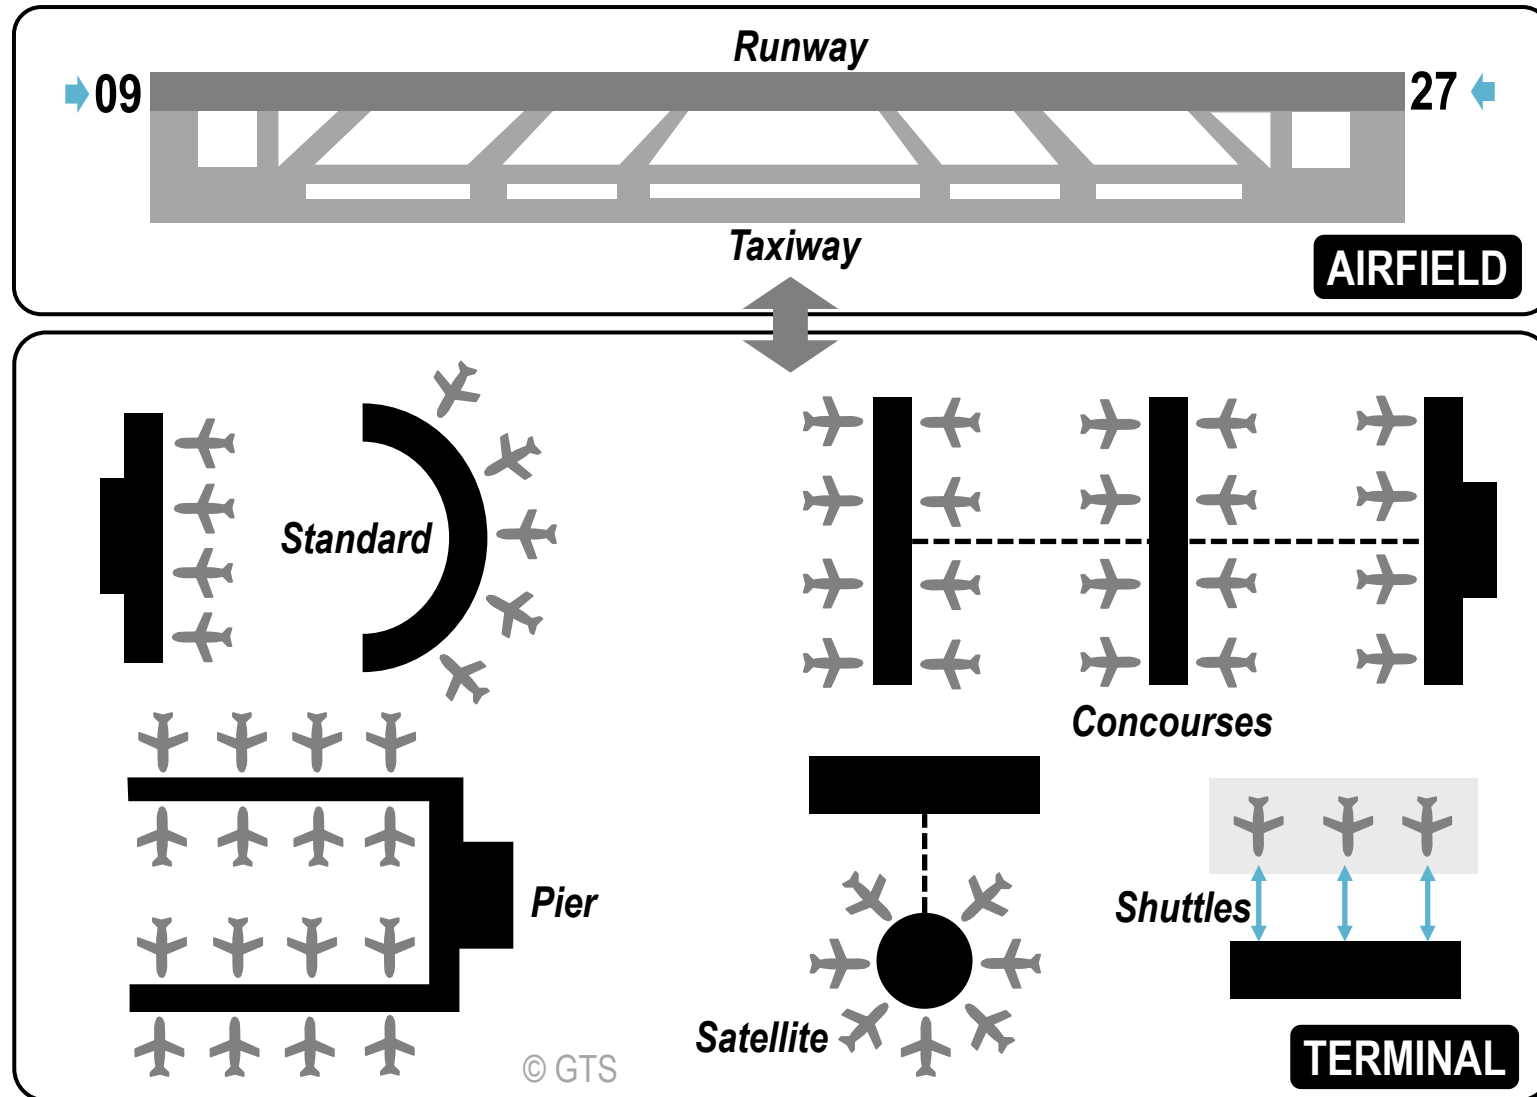 Runway
09
27
Taxiway
AIRFIELD
Standard
Concourses
Pier
Shuttles
Satellite
© GTS
TERMINAL